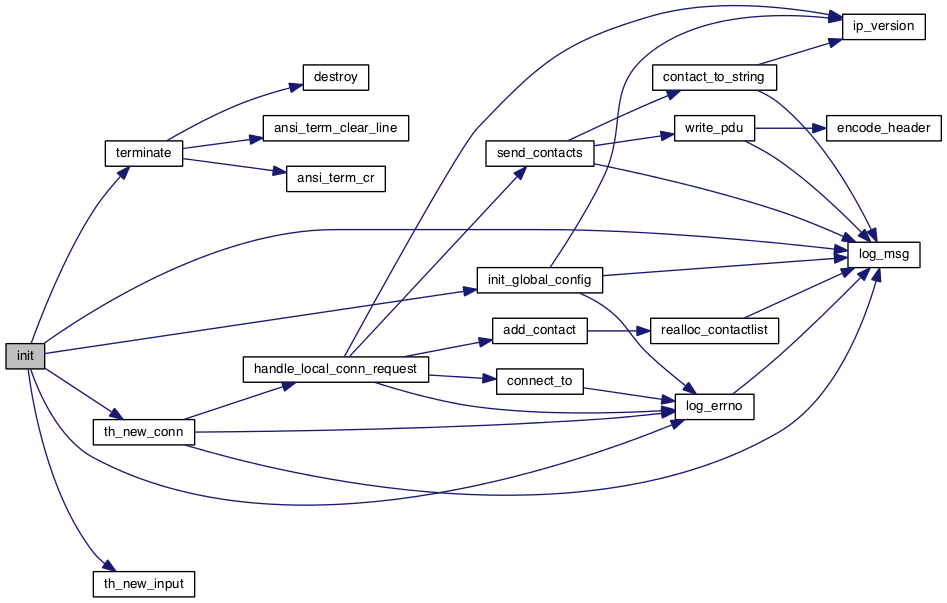 ip_version
destroy
contact_to_string
ansi_term_clear_line
write_pdu
encode_header
terminate
send_contacts
ansi_term_cr
log_msg
init_global_config
add_contact
realloc_contactlist
init
handle_local_conn_request
connect_to
log_errno
th_new_conn
th_new_input